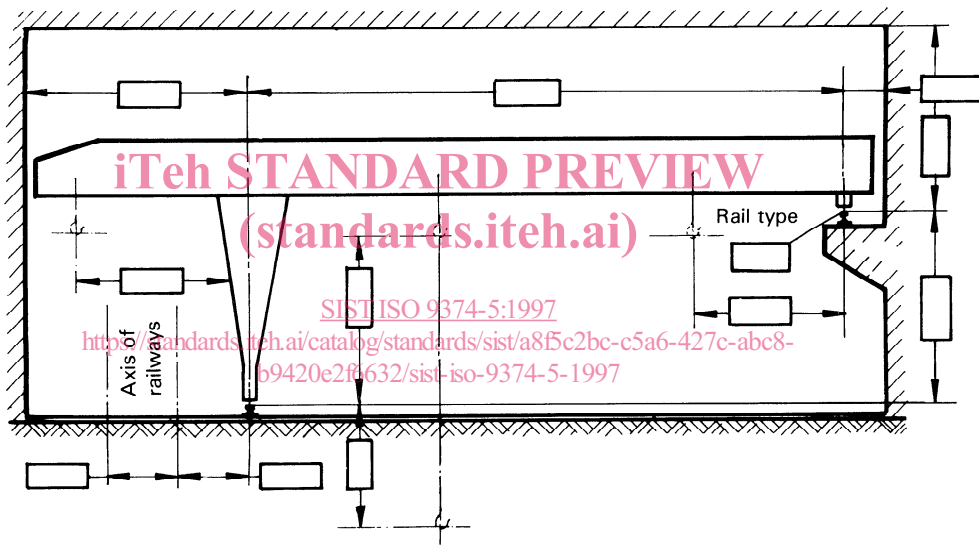 iTeh STANDARD PREVIEW
(standards.iteh.ai)
Rail type
SIST ISO 9374-5:1997
https://standards.iteh.ai/catalog/standards/sist/a8f5c2bc-c5a6-427c-abc8-
b9420e2f6632/sist-iso-9374-5-1997
Axis of
railways